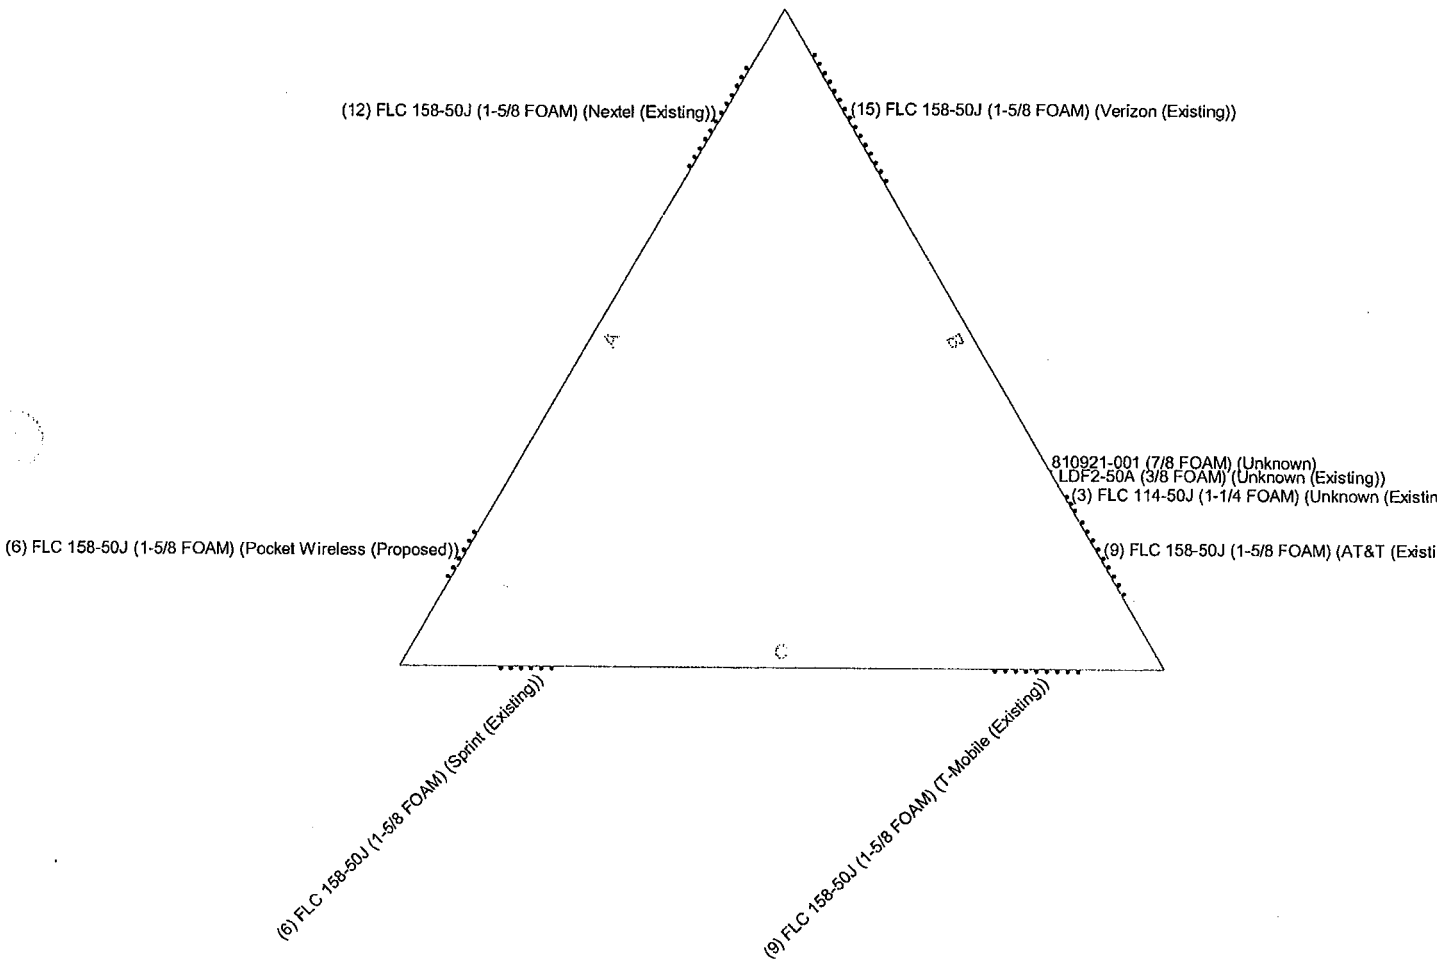 (12) FLC 158-50J (1-5/8 FOAM) (Nextel (Existing))
(15) FLC 158-50J (1-5/8 FOAM) (Verizon (Existing))
A
B
810921-001 (7/8 FOAM) (Unknown)
LDF2-50A (3/8 FOAM) (Unknown (Existing))
(3) FLC 114-50J (1-1/4 FOAM) (Unknown (Existin
(6) FLC 158-50J (1-5/8 FOAM) (Pocket Wireless (Proposed))
(9) FLC 158-50J (1-5/8 FOAM) (AT&T (Existi
C
(6) FLC 158-50J (1-5/8 FOAM) (Sprint (Existing))
(9) FLC 158-50J (1-5/8 FOAM) (T-Mobile (Existing))